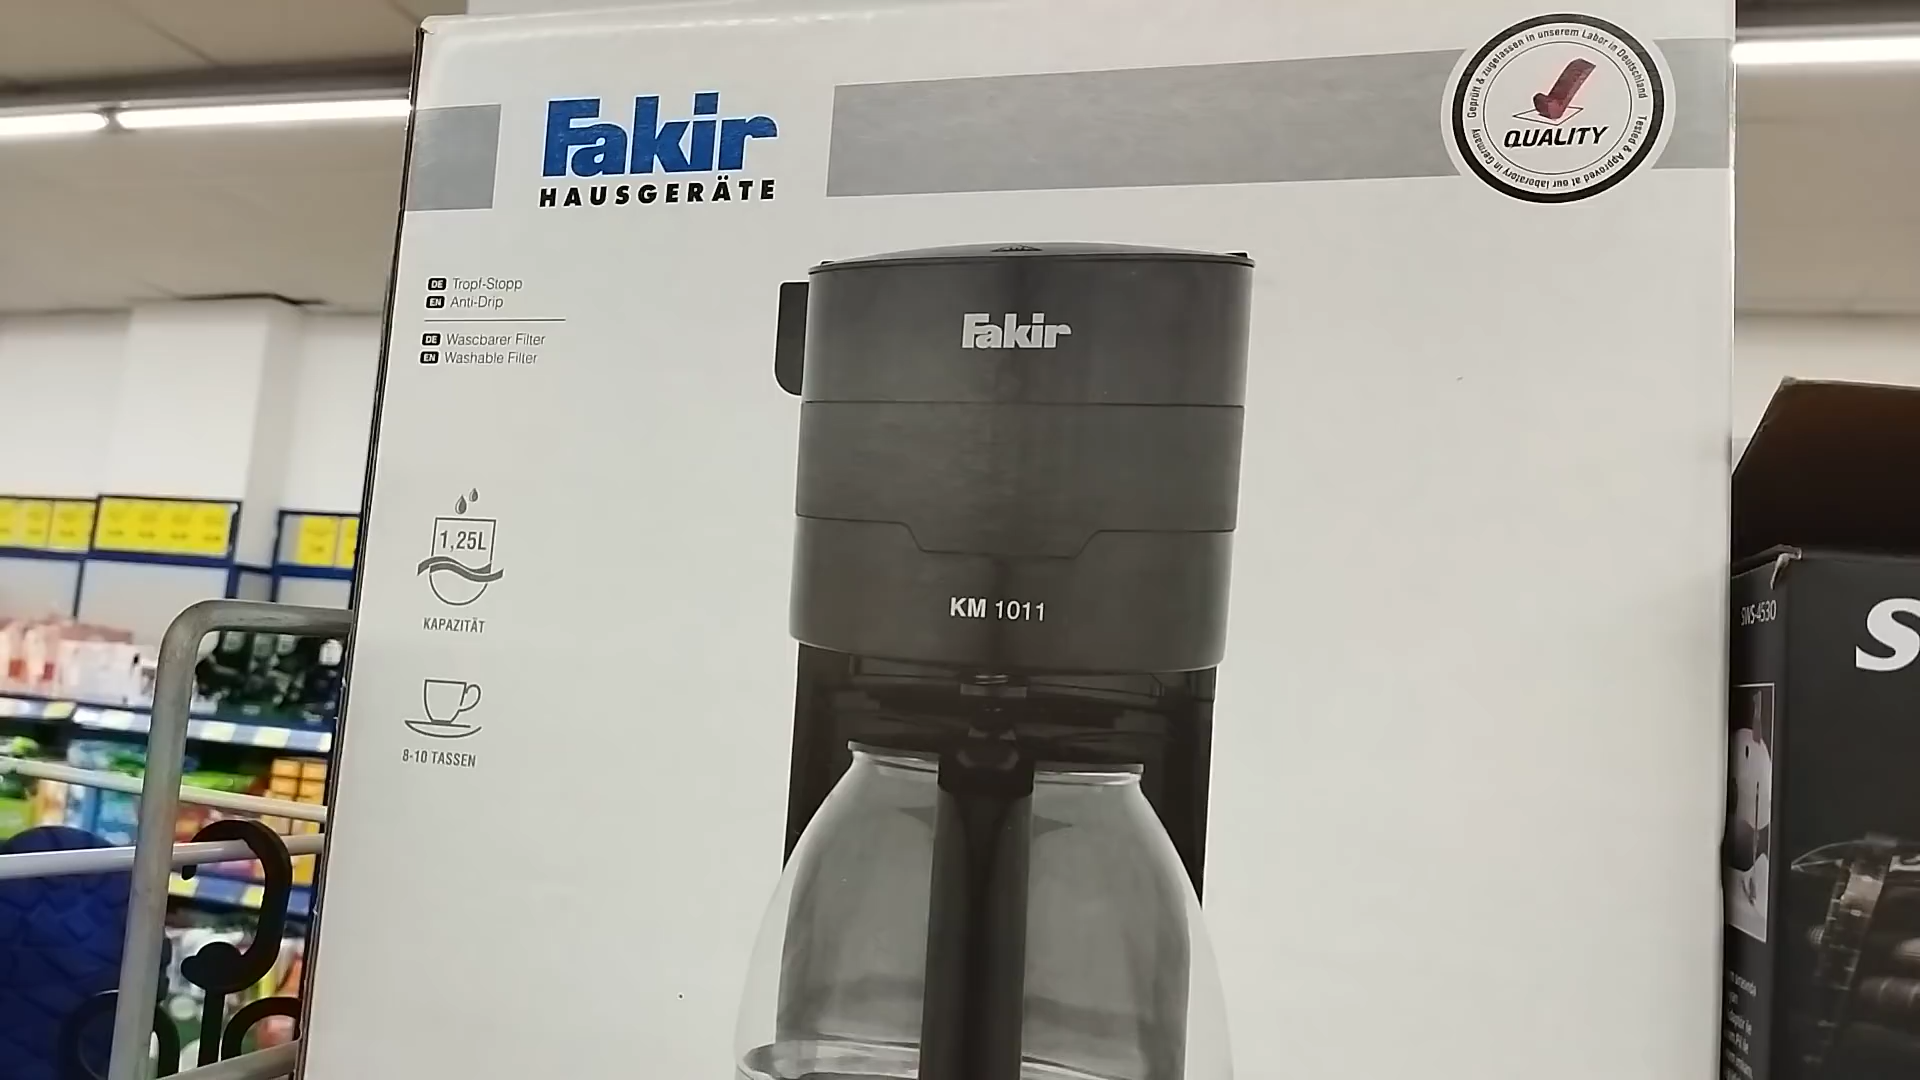 Fakir
HAUSGERÄTE
Geprüft & zugelassen in unserem Labor in Deutschland
Tested & Approved at our laboratory in Germany
QUALITY
DE Tropf-Stopp
EN Anti-Drip
DE Wascbarer Filter
EN Washable Filter
Fakir
1,25L
KAPAZITÄT
KM 1011
8-10 TASSEN
SWS-4530
S